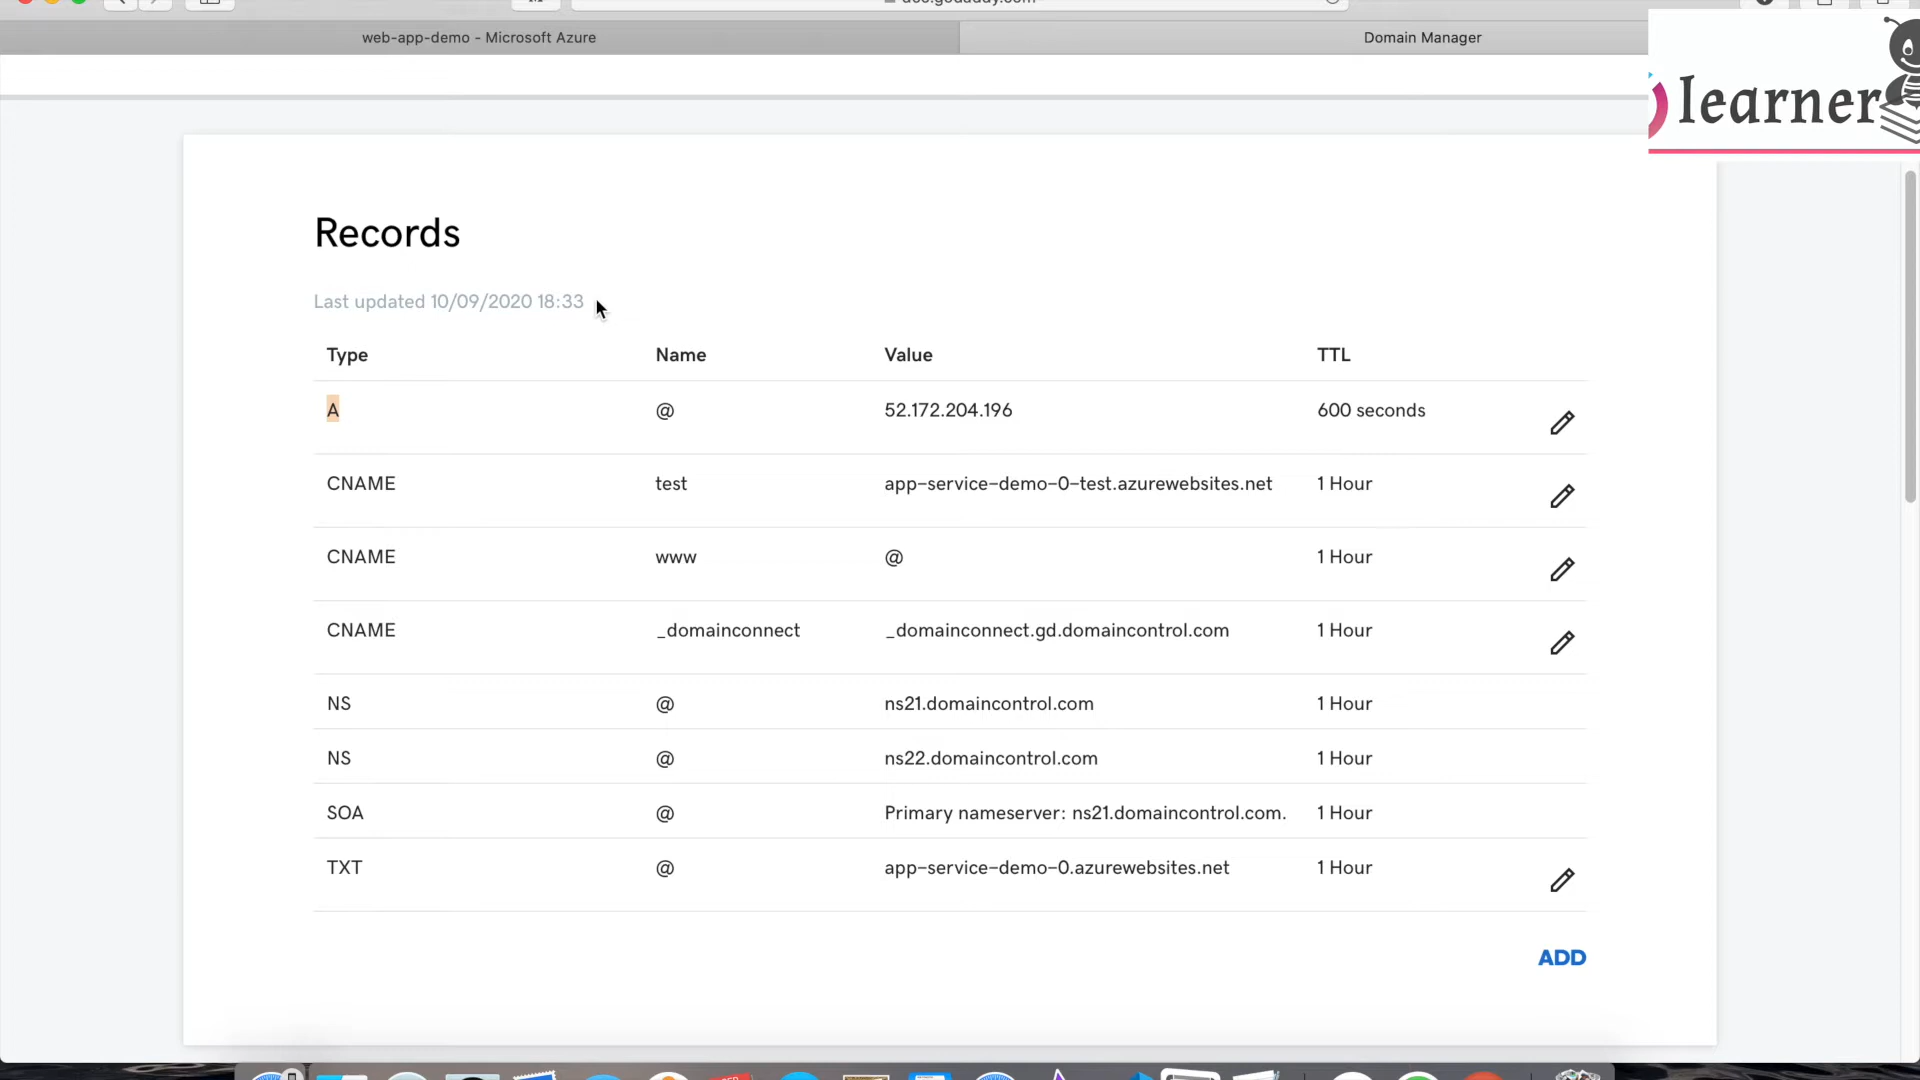 web-app-demo - Microsoft Azure
Domain Manager
learner
Records
Last updated 10/09/2020 18:33
Type Name Value TTL
A @ 52.172.204.196 600 seconds
CNAME test app-service-demo-0-test.azurewebsites.net 1 Hour
CNAME www @ 1 Hour
CNAME _domainconnect _domainconnect.gd.domaincontrol.com 1 Hour
NS @ ns21.domaincontrol.com 1 Hour
NS @ ns22.domaincontrol.com 1 Hour
SOA @ Primary nameserver: ns21.domaincontrol.com. 1 Hour
TXT @ app-service-demo-0.azurewebsites.net 1 Hour
ADD